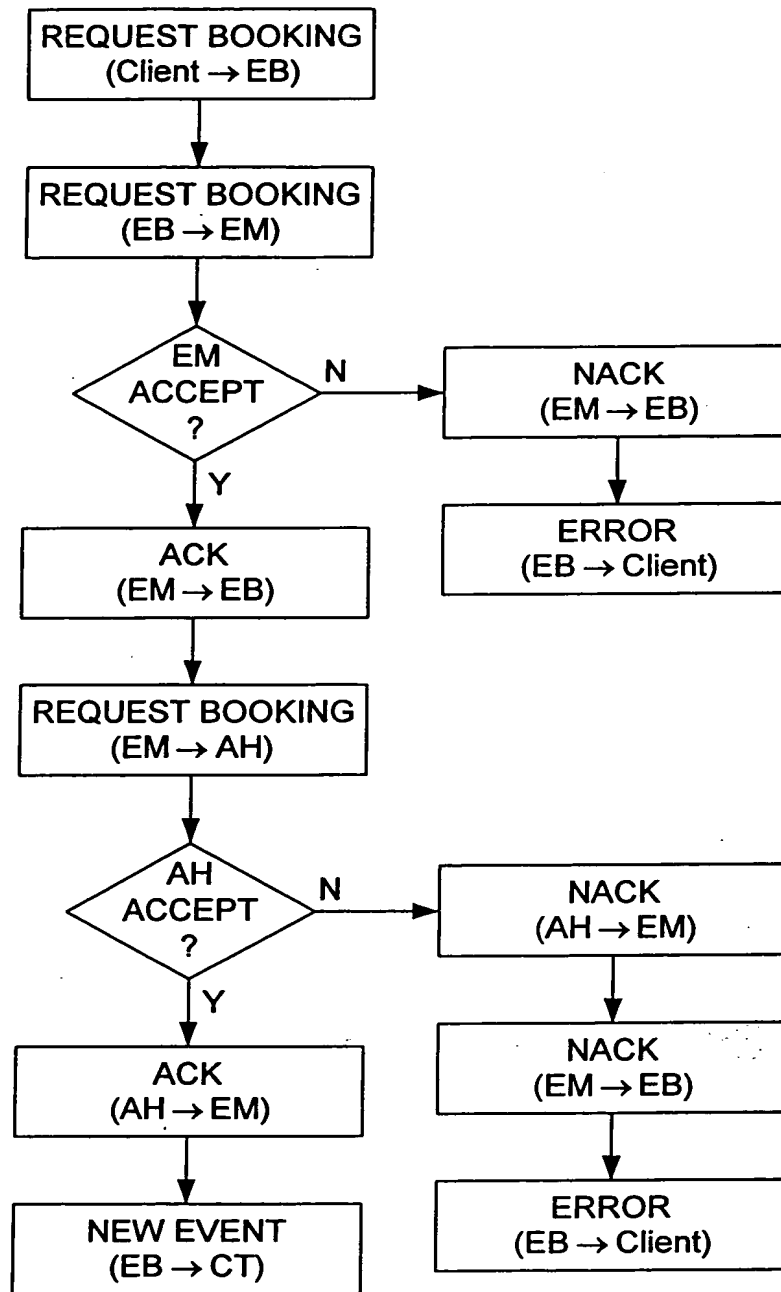 REQUEST BOOKING
(Client → EB)
REQUEST BOOKING
(EB → EM)
EM
ACCEPT
?
N
NACK
(EM → EB)
ERROR
(EB → Client)
Y
ACK
(EM → EB)
REQUEST BOOKING
(EM → AH)
AH
ACCEPT
?
N
NACK
(AH → EM)
NACK
(EM → EB)
ERROR
(EB → Client)
Y
ACK
(AH → EM)
NEW EVENT
(EB → CT)